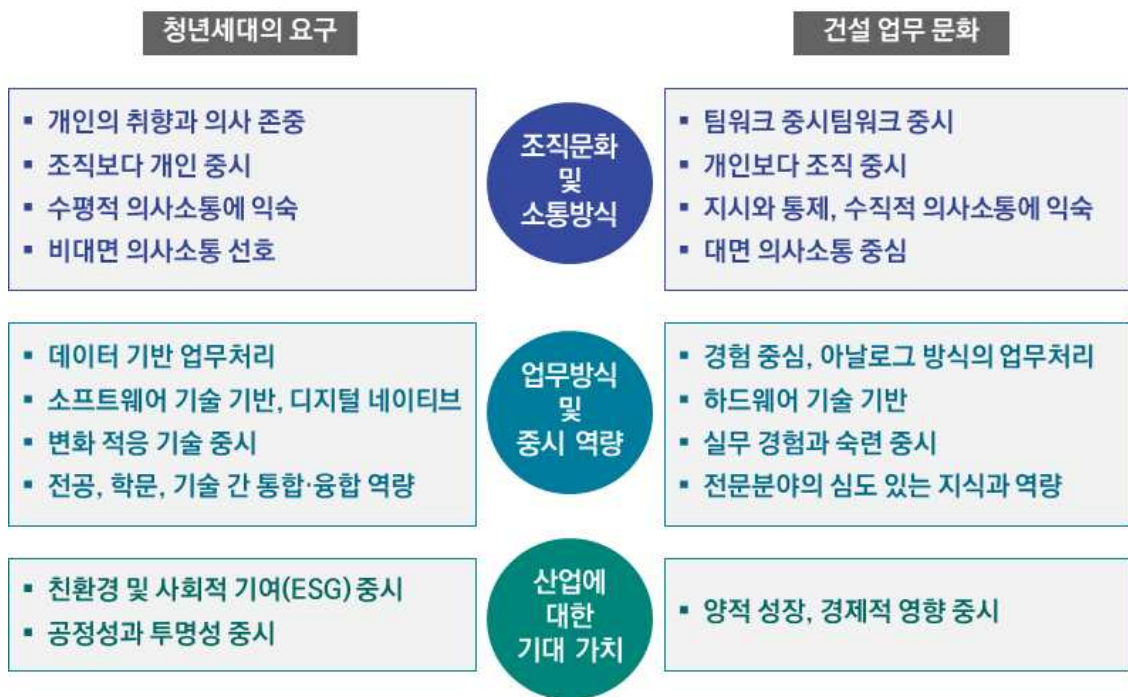 청년세대의 요구
건설 업무 문화
▪ 개인의 취향과 의사 존중
▪ 조직보다 개인 중시
▪ 수평적 의사소통에 익숙
▪ 비대면 의사소통 선호
조직문화
및
소통방식
▪ 팀워크 중시팀워크 중시
▪ 개인보다 조직 중시
▪ 지시와 통제, 수직적 의사소통에 익숙
▪ 대면 의사소통 중심
▪ 데이터 기반 업무처리
▪ 소프트웨어 기술 기반, 디지털 네이티브
▪ 변화 적응 기술 중시
▪ 전공, 학문, 기술 간 통합·융합 역량
업무방식
및
중시 역량
▪ 경험 중심, 아날로그 방식의 업무처리
▪ 하드웨어 기술 기반
▪ 실무 경험과 숙련 중시
▪ 전문분야의 심도 있는 지식과 역량
▪ 친환경 및 사회적 기여(ESG) 중시
▪ 공정성과 투명성 중시
산업에
대한
기대 가치
▪ 양적 성장, 경제적 영향 중시